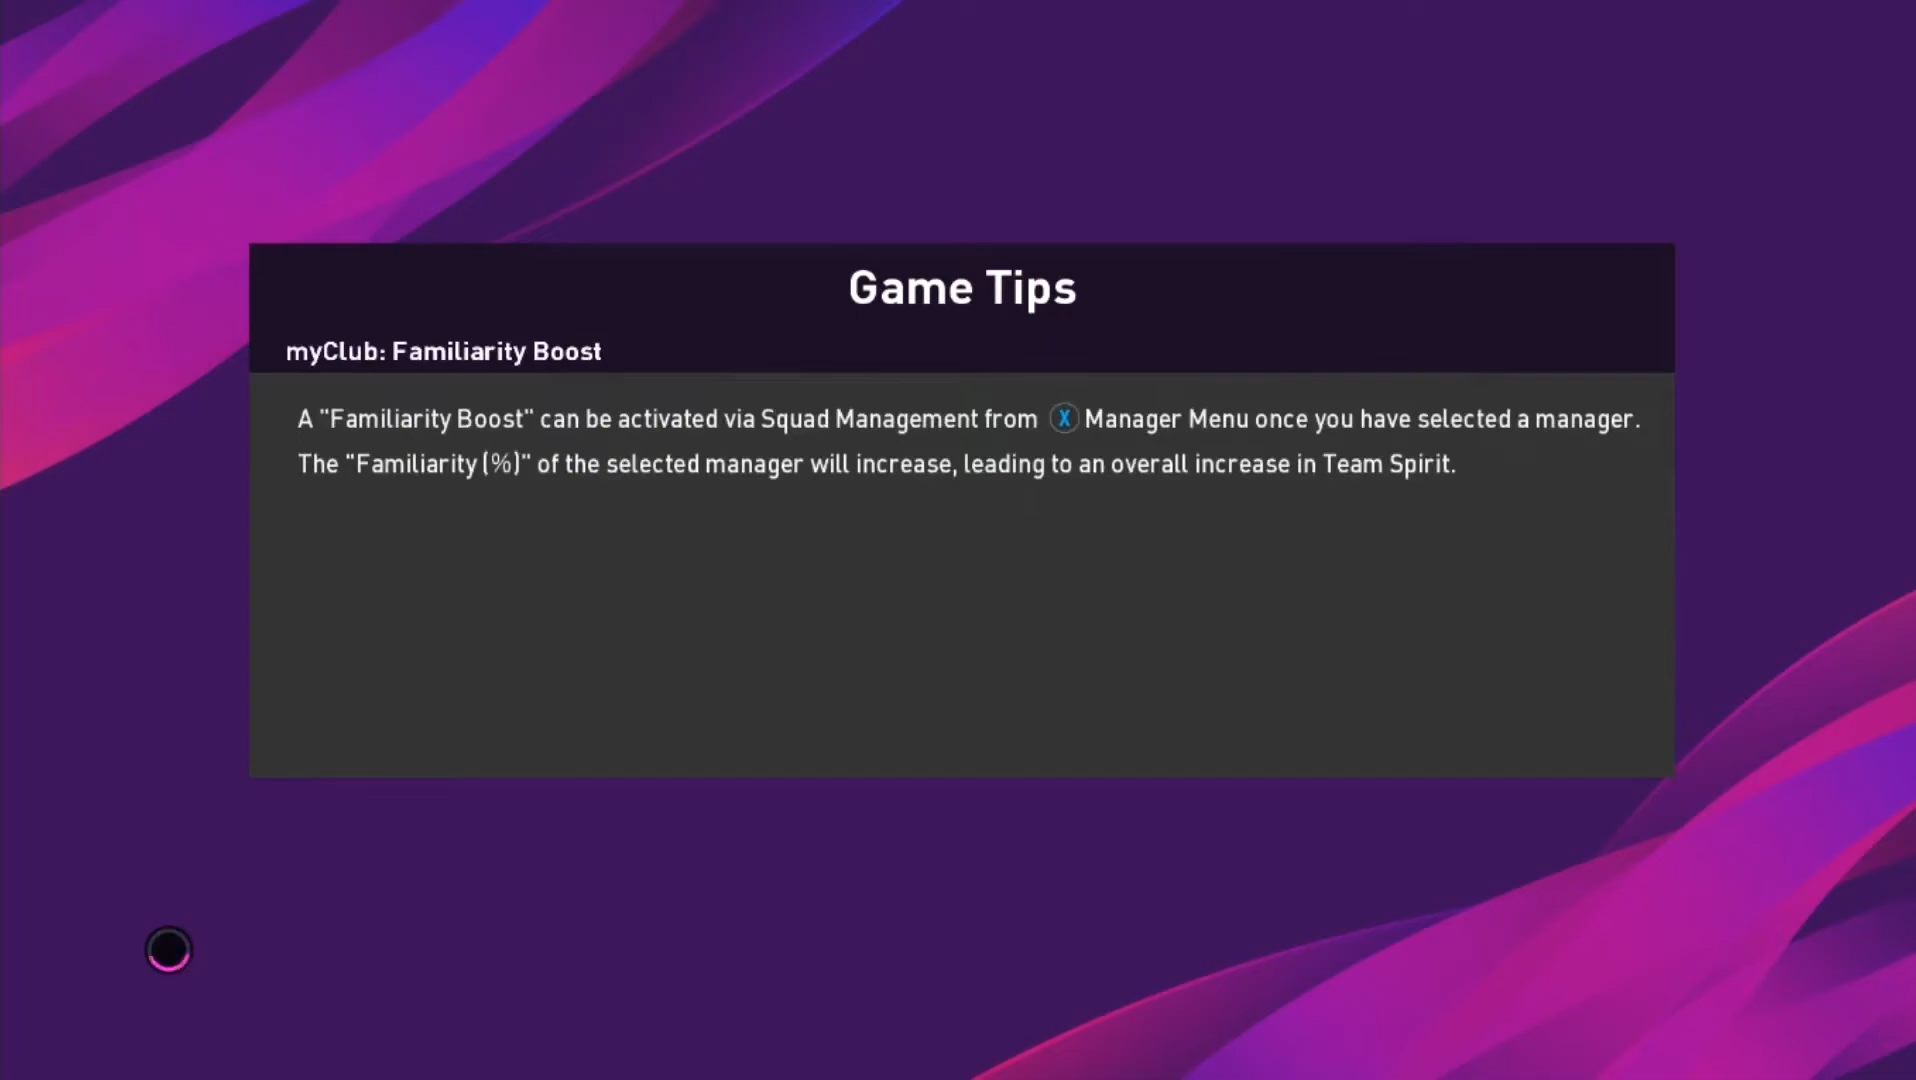 Game Tips
myClub: Familiarity Boost
A "Familiarity Boost" can be activated via Squad Management from X Manager Menu once you have selected a manager.
The "Familiarity (%)" of the selected manager will increase, leading to an overall increase in Team Spirit.